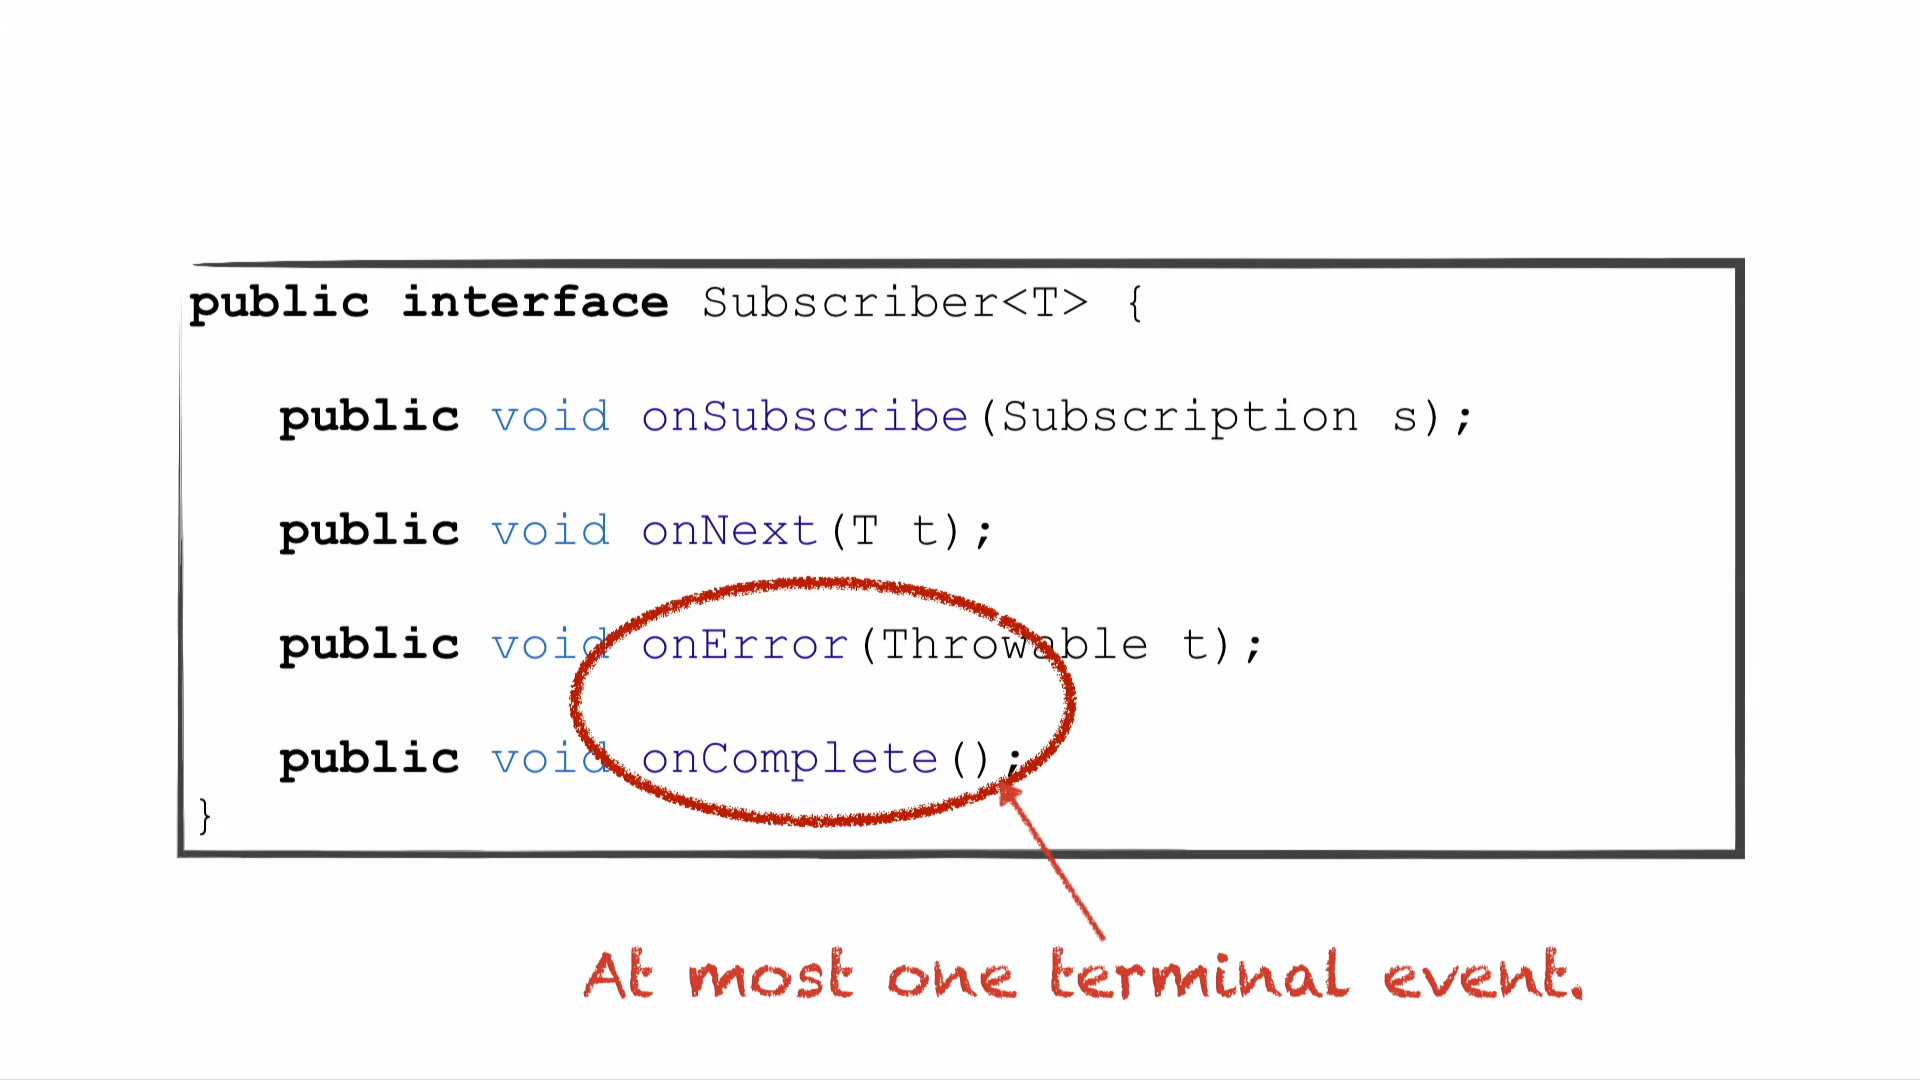 public interface Subscriber<T> {
public void onSubscribe(Subscription s);
public void onNext(T t);
public void onError(Throwable t);
public void onComplete();
}
At most one terminal event.